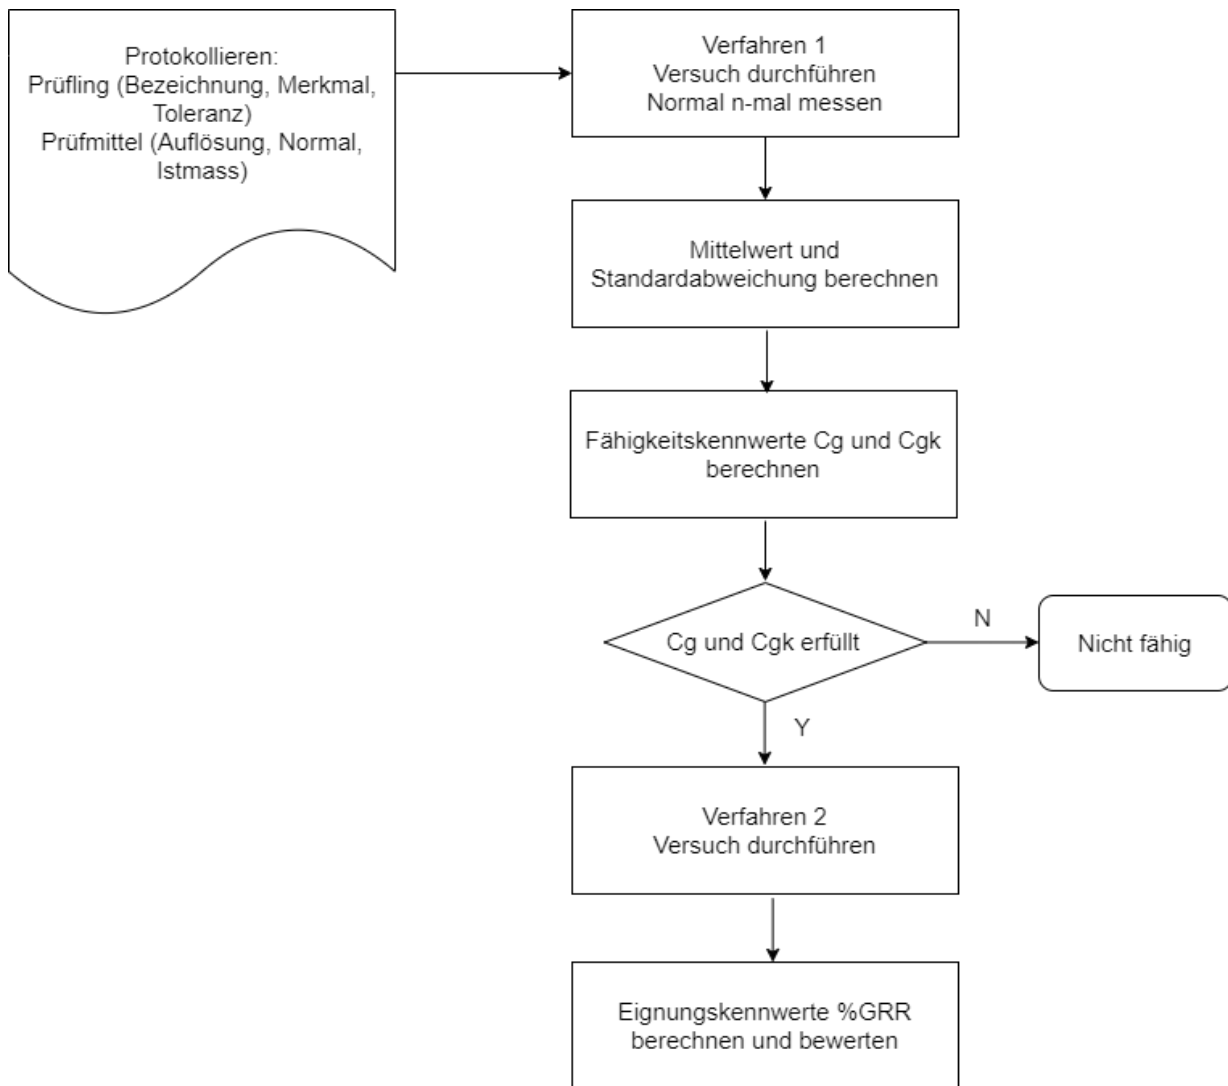 Protokollieren:
Prüfling (Bezeichnung, Merkmal,
Toleranz)
Prüfmittel (Auflösung, Normal,
Istmass)
Verfahren 1
Versuch durchführen
Normal n-mal messen
Mittelwert und
Standardabweichung berechnen
Fähigkeitskennwerte Cg und Cgk
berechnen
Cg und Cgk erfüllt
N
Nicht fähig
Y
Verfahren 2
Versuch durchführen
Eignungskennwerte %GRR
berechnen und bewerten